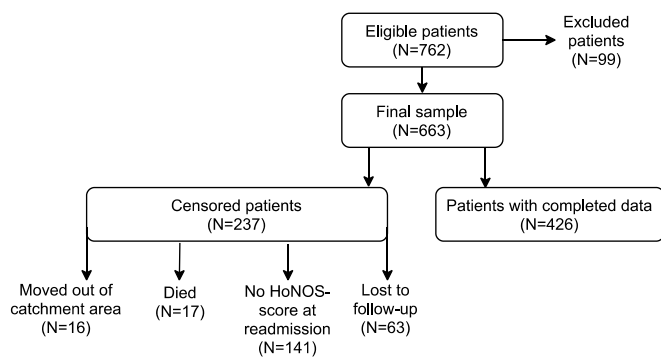 Eligible patients
(N=762)
Excluded
patients
(N=99)
Final sample
(N=663)
Censored patients
(N=237)
Patients with completed data
(N=426)
Moved out of
catchment area
(N=16)
Died
(N=17)
No HoNOS-
score at
readmission
(N=141)
Lost to
follow-up
(N=63)